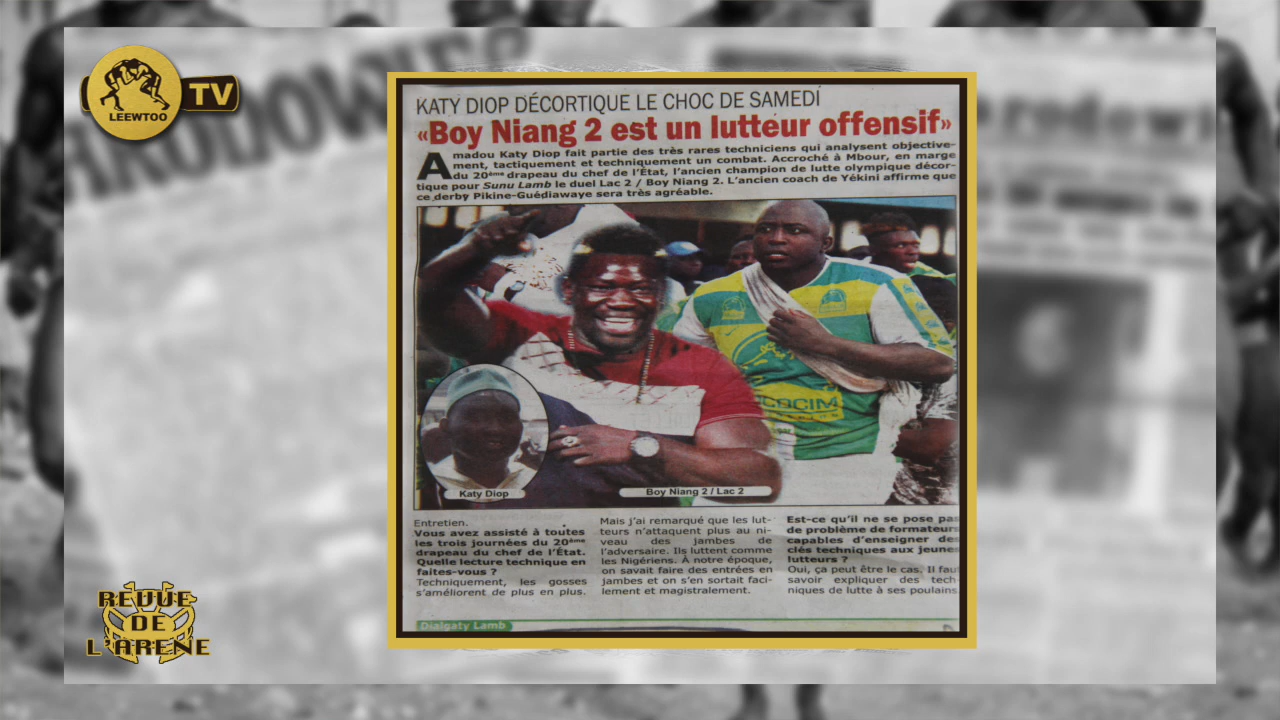 LEEWTOO
TV
KATY DIOP DÉCORTIQUE LE CHOC DE SAMEDI
«Boy Niang 2 est un lutteur offensif»
Amadou Katy Diop fait partie des très rares techniciens qui analysent objective-
ment, tactiquement et techniquement un combat. Accroché à Mbour, en marge
du 20ème drapeau du chef de l'État, l'ancien champion de lutte olympique décor-
tique pour Sunu Lamb le duel Lac 2 / Boy Niang 2. L'ancien coach de Yékini affirme que
ce derby Pikine-Guédiawaye sera très agréable.
COCIM
Katy Diop
Boy Niang 2 / Lac 2
Entretien.
Vous avez assisté à toutes
les trois journées du 20ème
drapeau du chef de l'État.
Quelle lecture technique en
faites-vous ?
Techniquement, les gosses
s'améliorent de plus en plus.
Mais j'ai remarqué que les lut-
teurs n'attaquent plus au ni-
veau des jambes de
l'adversaire. Ils luttent comme
les Nigériens. À notre époque,
on savait faire des entrées en
jambes et on s'en sortait faci-
lement et magistralement.
Est-ce qu'il ne se pose pas
de problème de formateurs
capables d'enseigner des
clés techniques aux jeunes
lutteurs ?
Oui, ça peut être le cas. Il faut
savoir expliquer des tech-
niques de lutte à ses poulains.
Dialgaty Lamb
REVUE
DE
L'ARENE